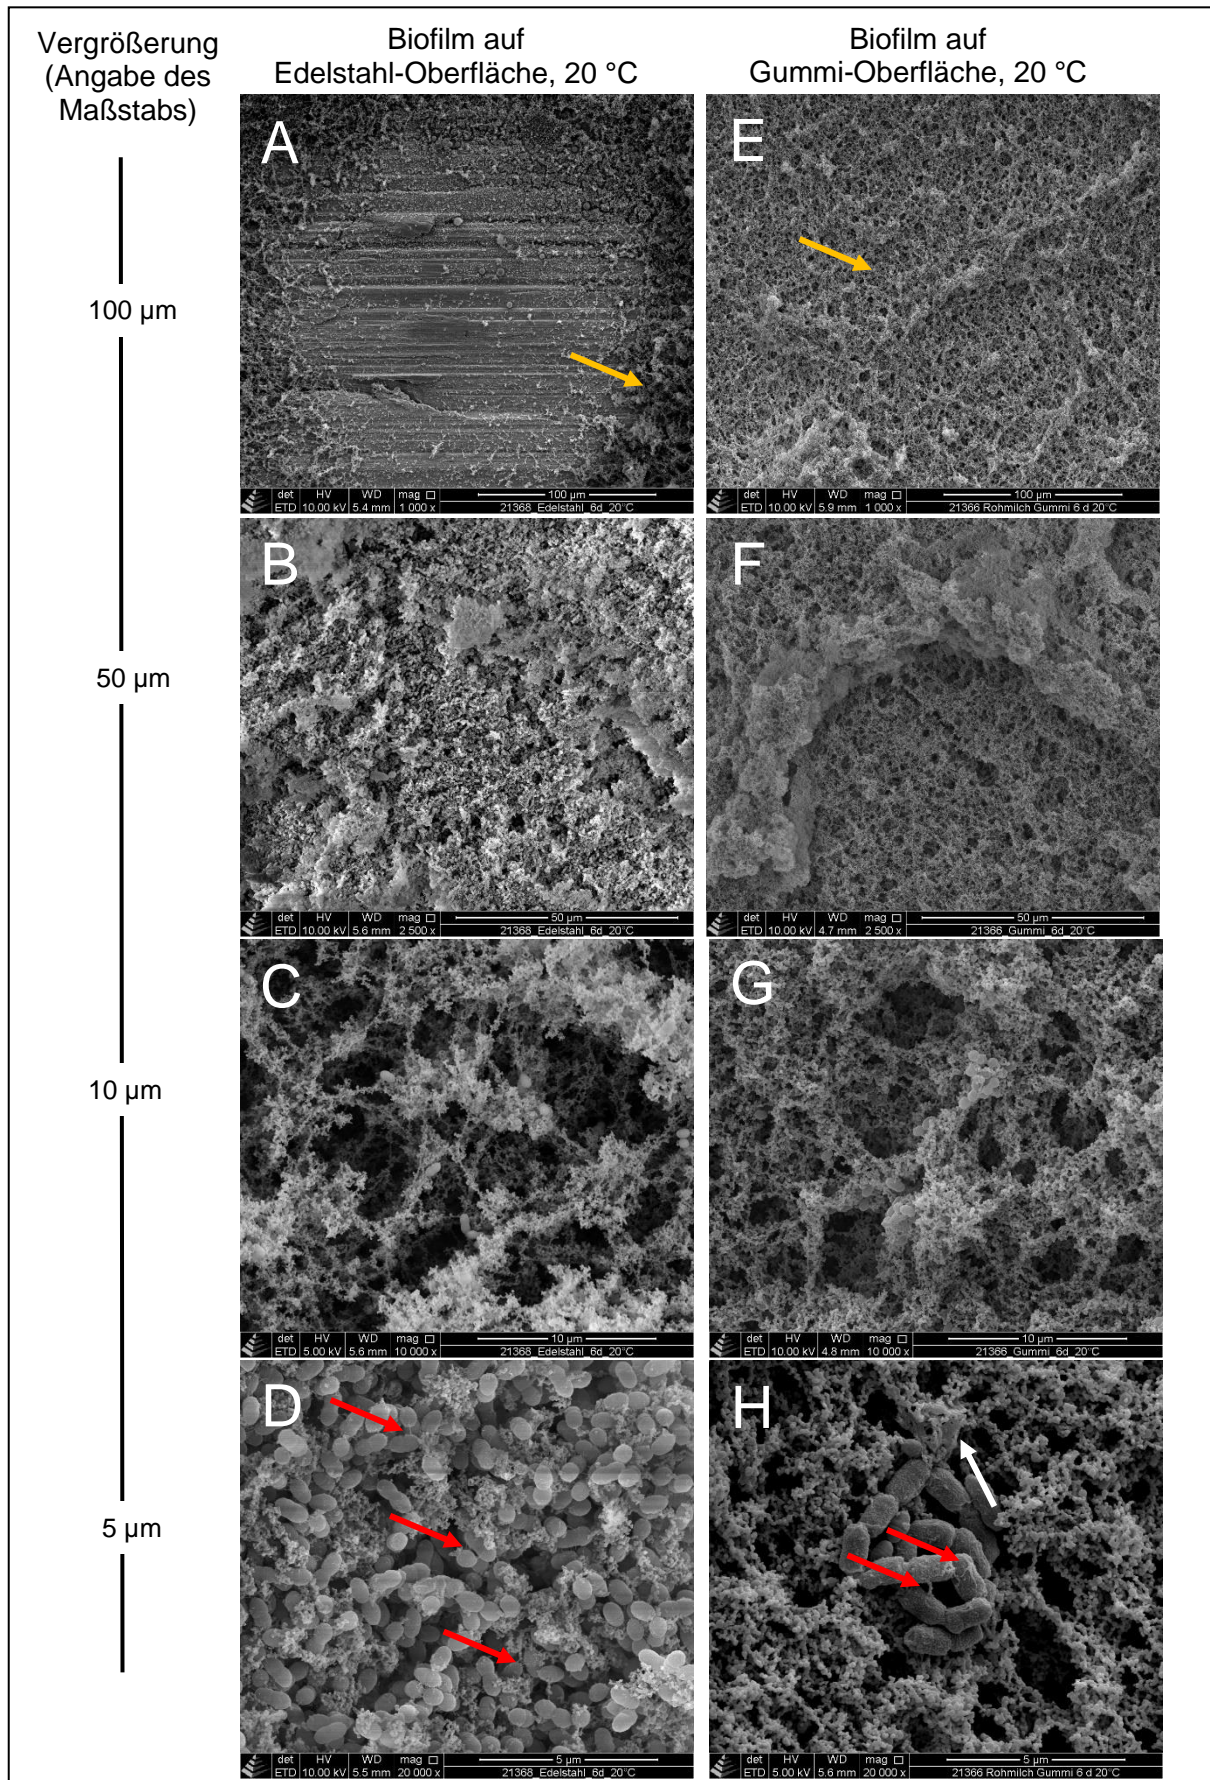 Vergrößerung
(Angabe des
Maßstabs)
Biofilm auf
Edelstahl-Oberfläche, 20 °C
Biofilm auf
Gummi-Oberfläche, 20 °C
100 µm
A
det HV WD mag 100 µm
ETD 10.00 kV 5.4 mm 1 000 x 21368_Edelstahl_6d_20°C
E
det HV WD mag 100 µm
ETD 10.00 kV 5.9 mm 1 000 x 21366 Rohmilch Gummi 6 d 20°C
50 µm
B
det HV WD mag 50 µm
ETD 10.00 kV 5.6 mm 2 500 x 21368_Edelstahl_6d_20°C
F
det HV WD mag 50 µm
ETD 10.00 kV 4.7 mm 2 500 x 21366_Gummi_6d_20°C
10 µm
C
det HV WD mag 10 µm
ETD 5.00 kV 5.6 mm 10 000 x 21368_Edelstahl_6d_20°C
G
det HV WD mag 10 µm
ETD 10.00 kV 4.8 mm 10 000 x 21366_Gummi_6d_20°C
5 µm
D
det HV WD mag 5 µm
ETD 10.00 kV 5.5 mm 20 000 x 21368_Edelstahl_6d_20°C
H
det HV WD mag 5 µm
ETD 5.00 kV 5.6 mm 20 000 x 21366 Rohmilch Gummi 6 d 20°C